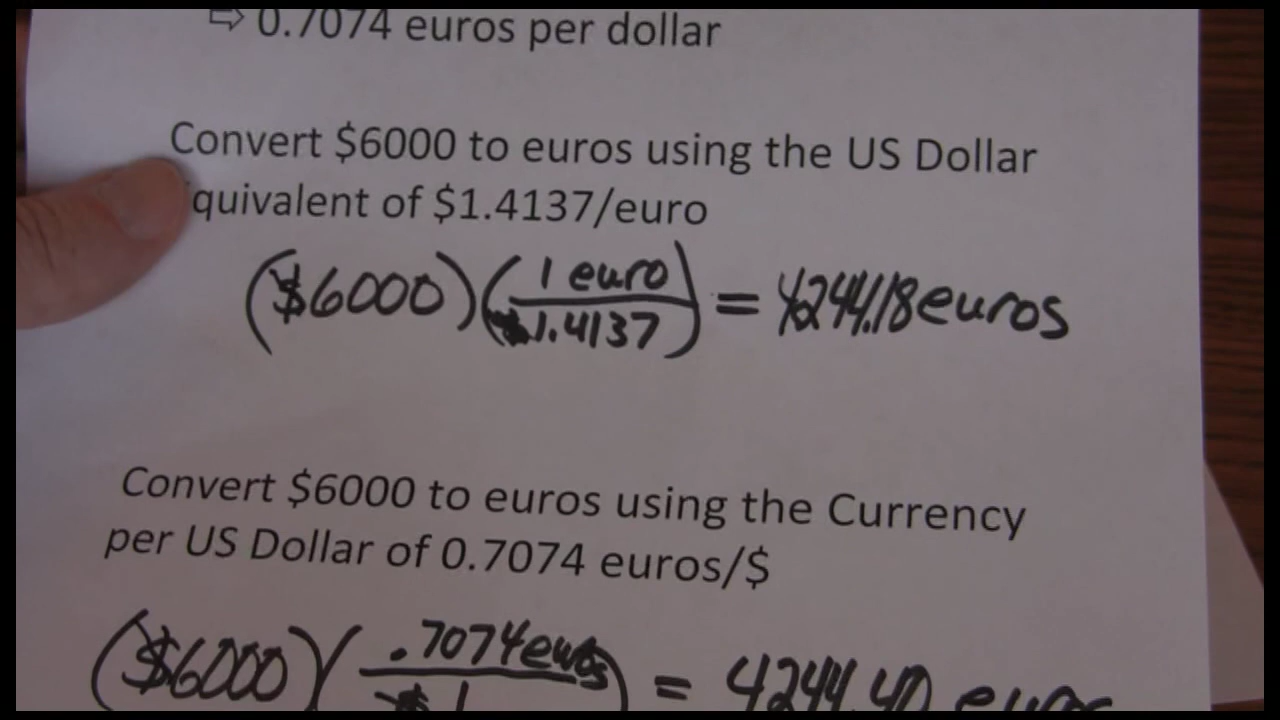 ⇨ 0.7074 euros per dollar
Convert $6000 to euros using the US Dollar
quivalent of $1.4137/euro
($6000)(1 euro/$1.4137) = 4244.18 euros
Convert $6000 to euros using the Currency
per US Dollar of 0.7074 euros/$
($6000)(.7074 euros/$1) = 4244.40 euros